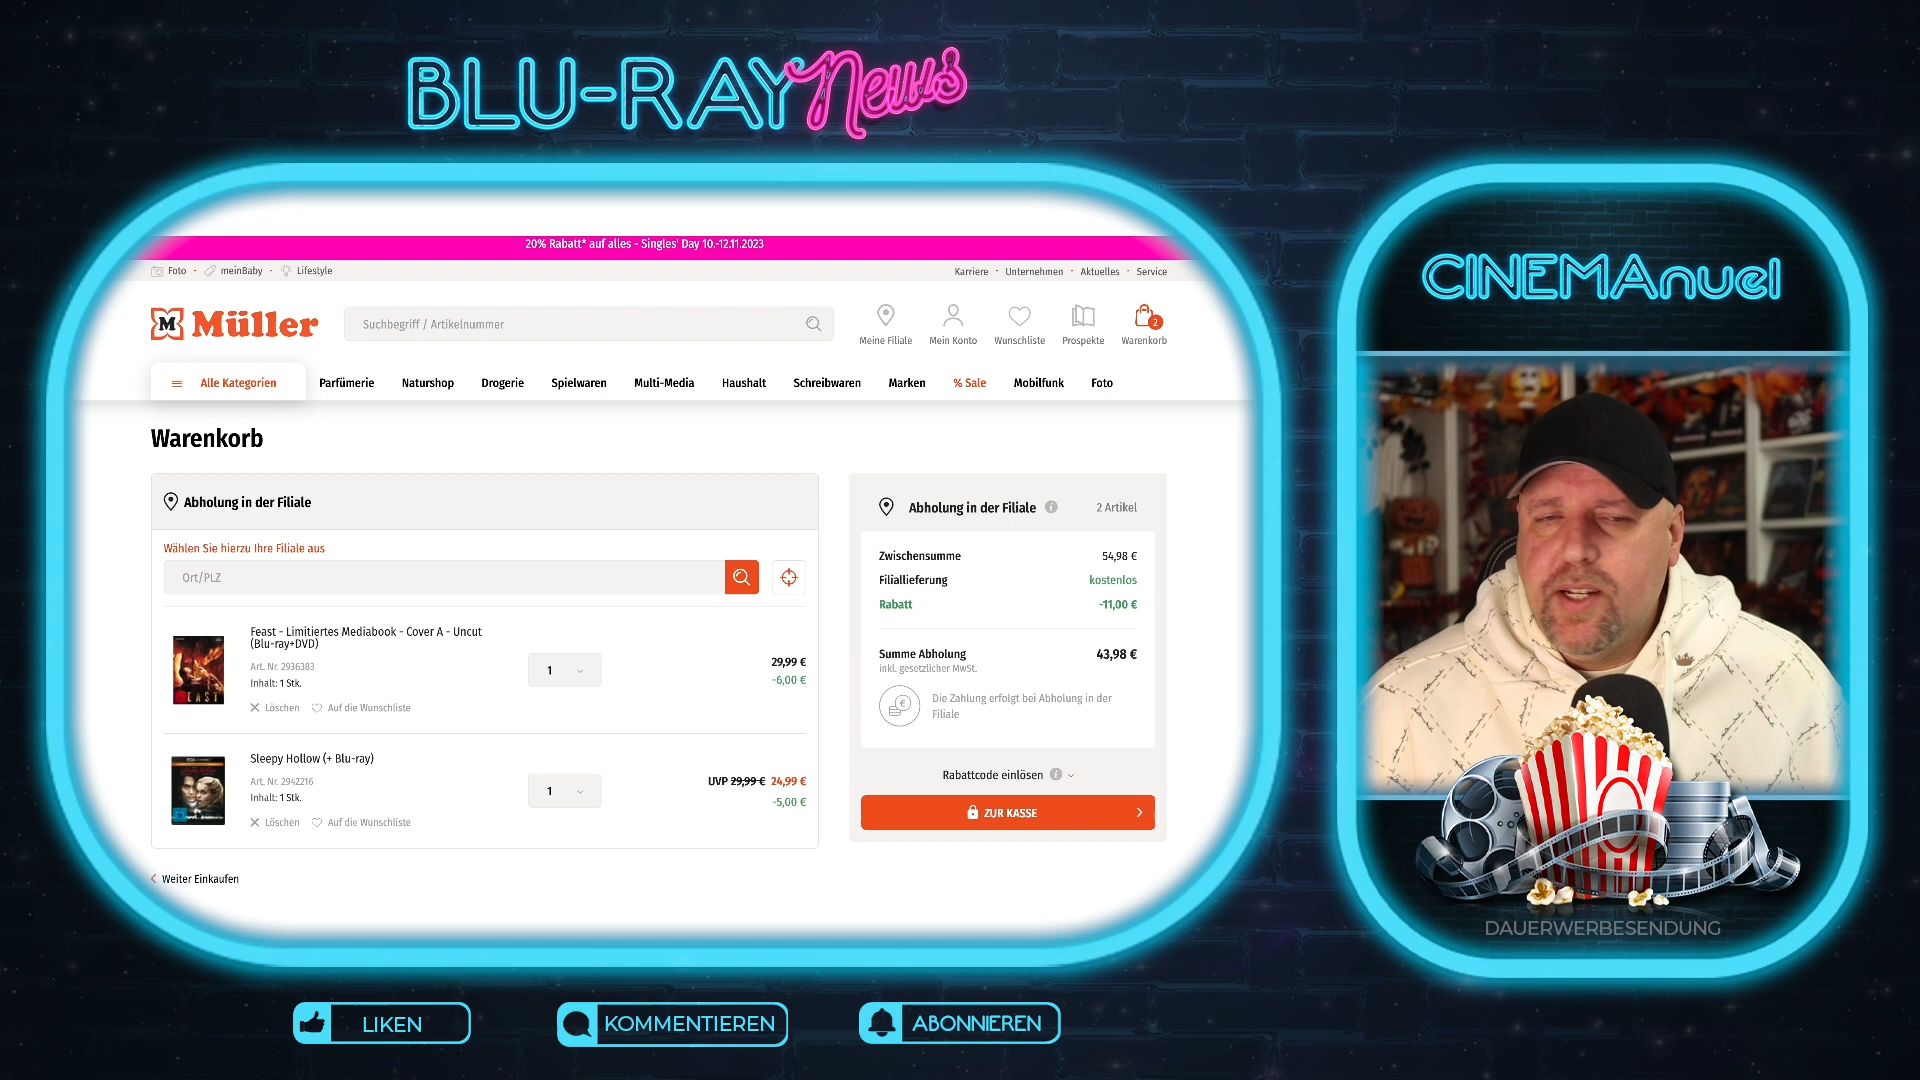 BLU-RAY News
20% Rabatt* auf alles - Singles' Day 10.-12.11.2023
Foto · meinBaby · Lifestyle
Karriere · Unternehmen · Aktuelles · Service
M Müller
Suchbegriff / Artikelnummer
Meine Filiale
Mein Konto
Wunschliste
Prospekte
2
Warenkorb
Alle Kategorien
Parfümerie
Naturshop
Drogerie
Spielwaren
Multi-Media
Haushalt
Schreibwaren
Marken
% Sale
Mobilfunk
Foto
Warenkorb
Abholung in der Filiale
Wählen Sie hierzu Ihre Filiale aus
Ort/PLZ
Feast - Limitiertes Mediabook - Cover A - Uncut
(Blu-ray+DVD)
Art. Nr. 2936383
Inhalt: 1 Stk.
Löschen
Auf die Wunschliste
1
29,99 €
-6,00 €
Sleepy Hollow (+ Blu-ray)
Art. Nr. 2942216
Inhalt: 1 Stk.
Löschen
Auf die Wunschliste
1
UVP 29,99 € 24,99 €
-5,00 €
Weiter Einkaufen
Abholung in der Filiale
2 Artikel
Zwischensumme 54,98 €
Filiallieferung kostenlos
Rabatt -11,00 €
Summe Abholung 43,98 €
inkl. gesetzlicher MwSt.
Die Zahlung erfolgt bei Abholung in der
Filiale
Rabattcode einlösen
ZUR KASSE
CINEMAnuel
DAUERWERBESENDUNG
LIKEN
KOMMENTIEREN
ABONNIEREN